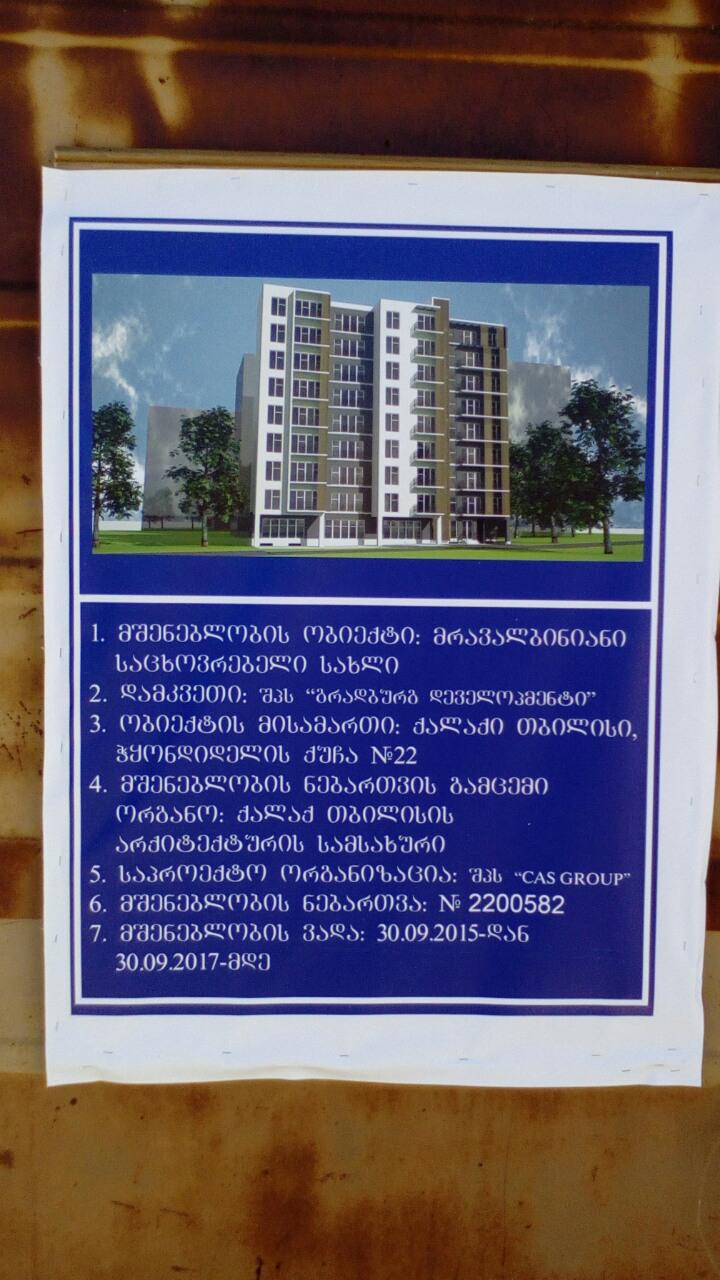 1. მშენებლობის ობიექტი: მრავალბინიანი
საცხოვრებელი სახლი
2. დამკვეთი: შპს “გრადბურგ დეველოპმენტი”
3. ობიექტის მისამართი: ქალაქი თბილისი,
ჭყონდიდელის ქუჩა №22
4. მშენებლობის ნებართვის გამცემი
ორგანო: ქალაქ თბილისის
არქიტექტურის სამსახური
5. საპროექტო ორგანიზაცია: შპს “CAS GROUP”
6. მშენებლობის ნებართვა: № 2200582
7. მშენებლობის ვადა: 30.09.2015-დან
30.09.2017-მდე